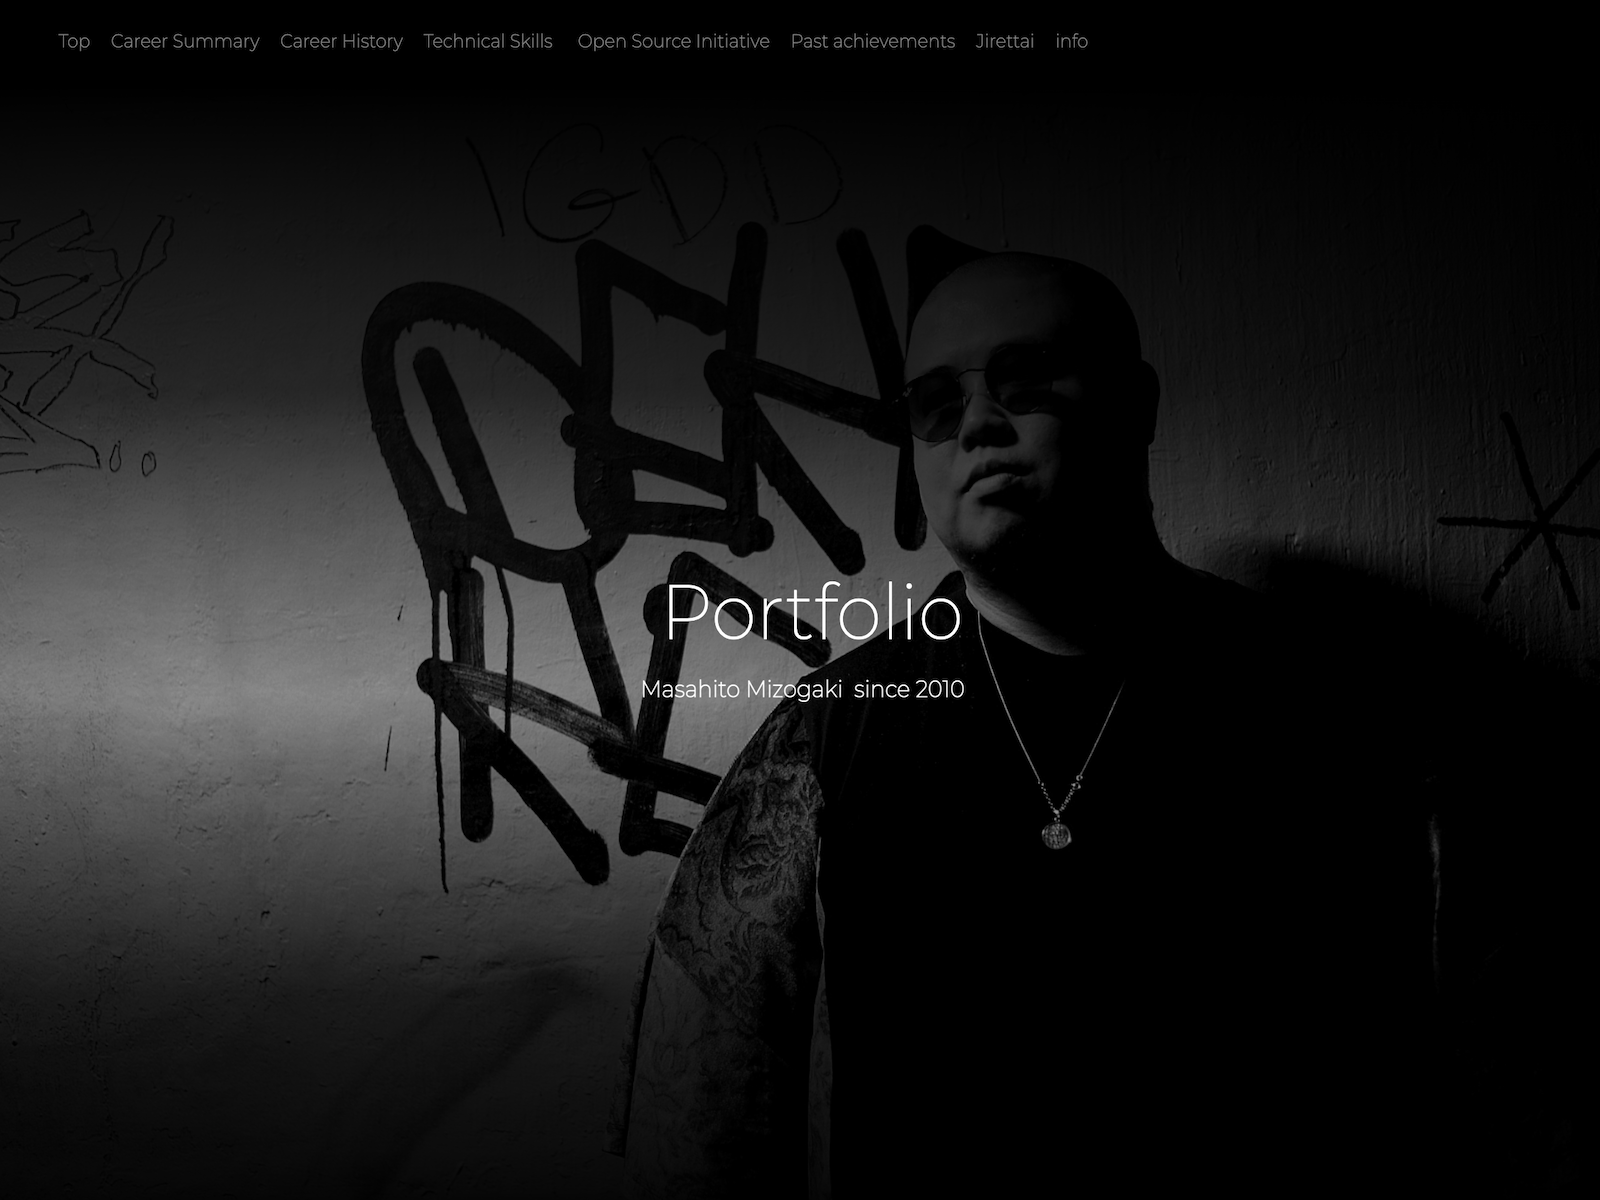 Top Career Summary Career History Technical Skills Open Source Initiative Past achievements Jirettai info
IGDD
Portfolio
Masahito Mizogaki since 2010